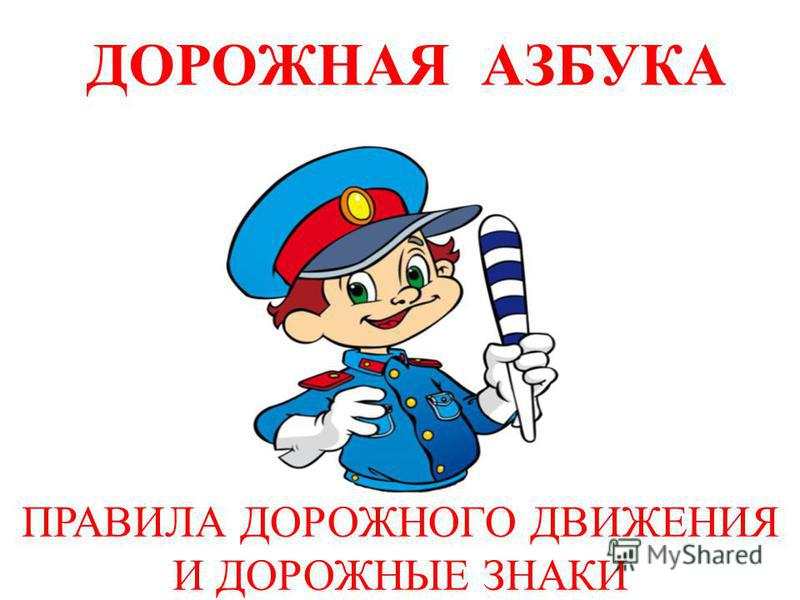 ДОРОЖНАЯ АЗБУКА
ПРАВИЛА ДОРОЖНОГО ДВИЖЕНИЯ
И ДОРОЖНЫЕ ЗНАКИ
MyShared